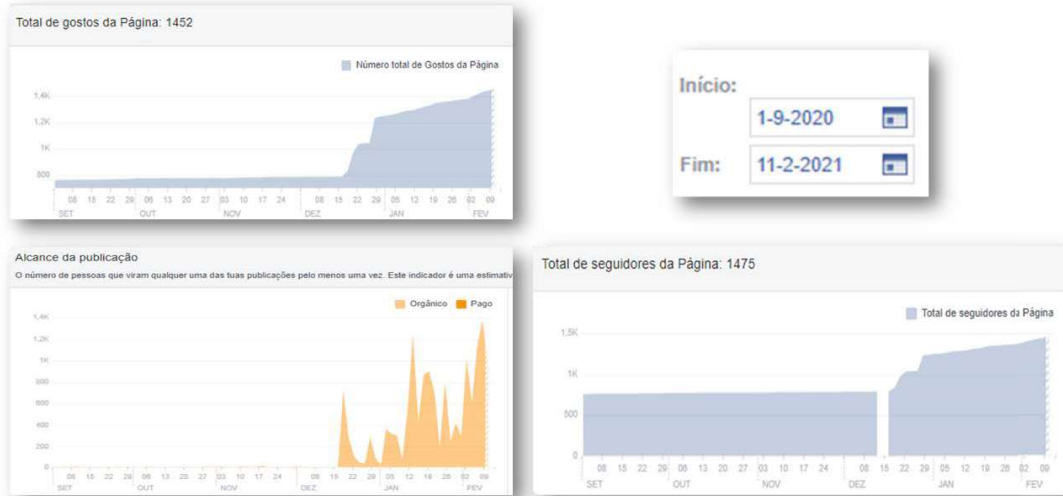 Total de gostos da Página: 1452
Número total de Gostos da Página
1,4K
1,2K
1K
800
08 15 22 29 06 13 20 27 03 10 17 24 08 15 22 29 05 12 19 26 02 09
SET OUT NOV DEZ JAN FEV
Início:
1-9-2020
Fim: 11-2-2021
Alcance da publicação
O número de pessoas que viram qualquer uma das tuas publicações pelo menos uma vez. Este indicador é uma estimativ
Orgânico Pago
1,4K
1,2K
1K
800
600
400
200
0
08 15 22 29 06 13 20 27 03 10 17 24 08 15 22 29 05 12 19 26 02 09
SET OUT NOV DEZ JAN FEV
Total de seguidores da Página: 1475
Total de seguidores da Página
1,5K
1K
500
0
08 15 22 29 06 13 20 27 03 10 17 24 08 15 22 29 05 12 19 26 02 09
SET OUT NOV DEZ JAN FEV